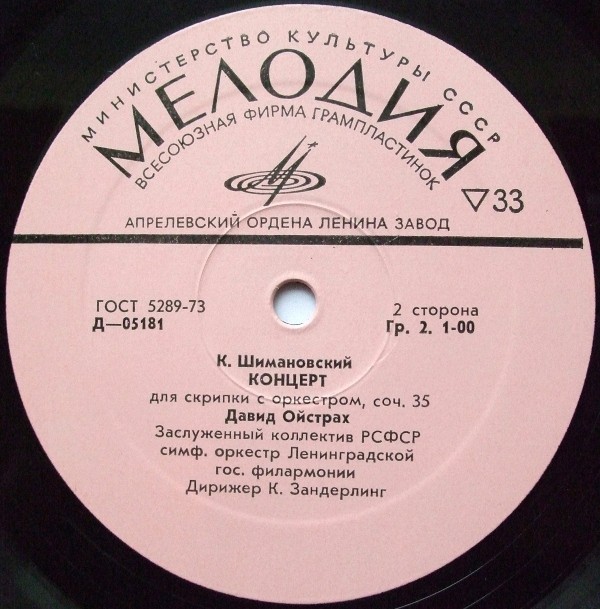 МИНИСТЕРСТВО КУЛЬТУРЫ СССР
МЕЛОДИЯ
ВСЕСОЮЗНАЯ ФИРМА ГРАМПЛАСТИНОК
▽33
АПРЕЛЕВСКИЙ ОРДЕНА ЛЕНИНА ЗАВОД
ГОСТ 5289-73
Д—05181
2 сторона
Гр. 2. 1-00
К. Шимановский
КОНЦЕРТ
для скрипки с оркестром, соч. 35
Давид Ойстрах
Заслуженный коллектив РСФСР
симф. оркестр Ленинградской
гос. филармонии
Дирижер К. Зандерлинг